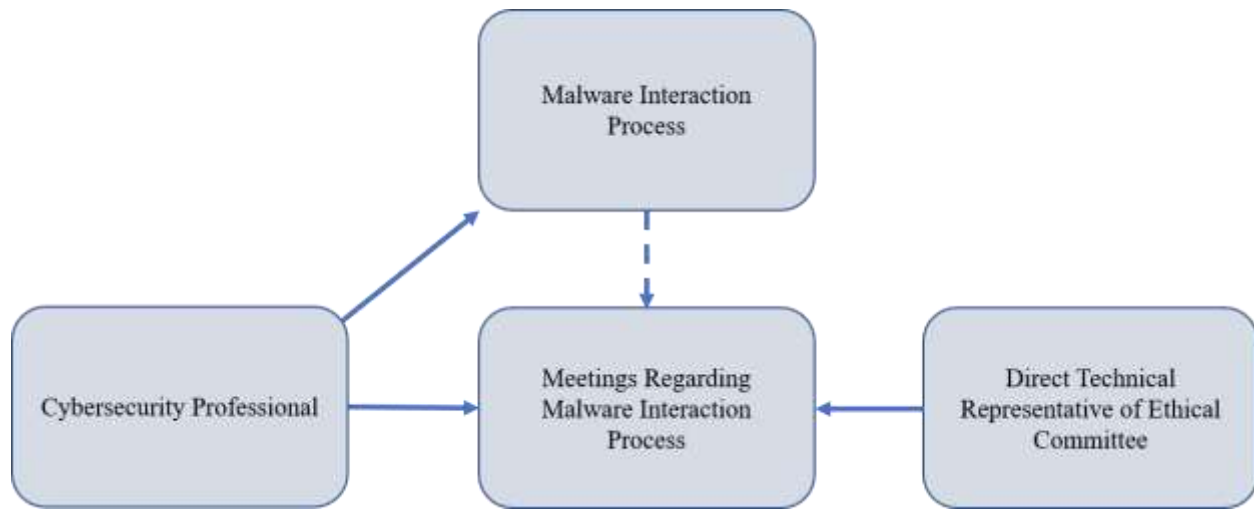 Malware Interaction
Process
Cybersecurity Professional
Meetings Regarding
Malware Interaction
Process
Direct Technical
Representative of Ethical
Committee